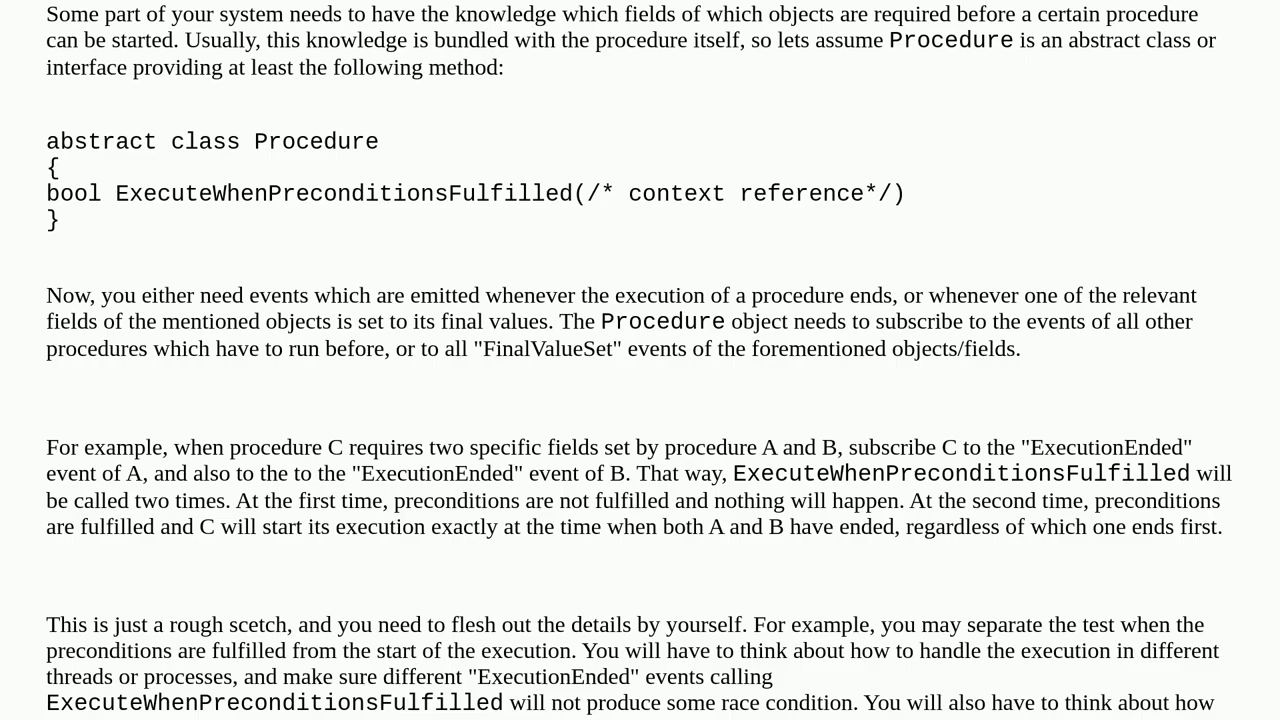 Some part of your system needs to have the knowledge which fields of which objects are required before a certain procedure
can be started. Usually, this knowledge is bundled with the procedure itself, so lets assume Procedure is an abstract class or
interface providing at least the following method:
abstract class Procedure
{
bool ExecuteWhenPreconditionsFulfilled(/* context reference*/)
}
Now, you either need events which are emitted whenever the execution of a procedure ends, or whenever one of the relevant
fields of the mentioned objects is set to its final values. The Procedure object needs to subscribe to the events of all other
procedures which have to run before, or to all "FinalValueSet" events of the forementioned objects/fields.
For example, when procedure C requires two specific fields set by procedure A and B, subscribe C to the "ExecutionEnded"
event of A, and also to the to the "ExecutionEnded" event of B. That way, ExecuteWhenPreconditionsFulfilled will
be called two times. At the first time, preconditions are not fulfilled and nothing will happen. At the second time, preconditions
are fulfilled and C will start its execution exactly at the time when both A and B have ended, regardless of which one ends first.
This is just a rough scetch, and you need to flesh out the details by yourself. For example, you may separate the test when the
preconditions are fulfilled from the start of the execution. You will have to think about how to handle the execution in different
threads or processes, and make sure different "ExecutionEnded" events calling
ExecuteWhenPreconditionsFulfilled will not produce some race condition. You will also have to think about how